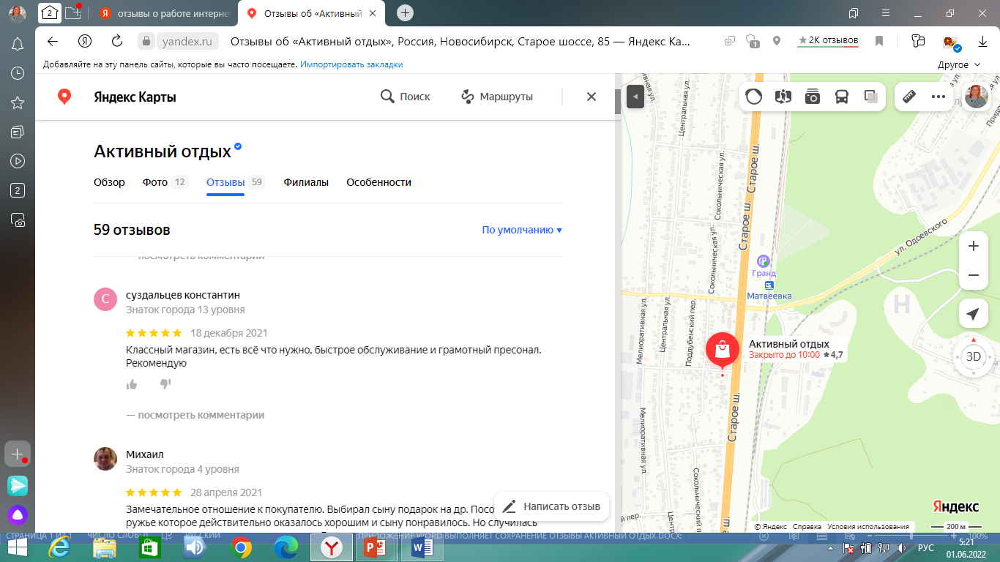 отзывы о работе интернет
Отзывы об «Активный
yandex.ru
Отзывы об «Активный отдых», Россия, Новосибирск, Старое шоссе, 85 — Яндекс Ка...
1
★ 2К отзывов
Добавляйте на эту панель сайты, которые вы часто посещаете. Импортировать закладки
Другое
Яндекс Карты
Поиск
Маршруты
Активный отдых
Обзор
Фото 12
Отзывы 59
Филиалы
Особенности
59 отзывов
По умолчанию
— посмотреть комментарии
С
суздальцев константин
Знаток города 13 уровня
18 декабря 2021
Классный магазин, есть всё что нужно, быстрое обслуживание и грамотный пресонал.
Рекомендую
— посмотреть комментарии
Михаил
Знаток города 4 уровня
28 апреля 2021
Замечательное отношение к покупателю. Выбирал сыну подарок на др.
ружье которое действительно оказалось хорошим и сыну понравилось. Но случилась
Написать отзыв
2
2
Центральная ул.
Сокольническая ул.
Старое ш.
Старое ш.
Сокольническая ул.
ул. Одоевского
Гранд
Матвеевка
Мелиоративная ул.
Центральная ул.
Поддубенский пер.
Активный отдых
Закрыто до 10:00 ★ 4,7
3D
Мелиоративная ул.
Старое ш.
Сокольнический
й пер.
Яндекс
© Яндекс Справка Условия использования
200 м
СТРАНИЦА 1 ИЗ
ЧИСЛО СЛОВ:
РУССКИЙ
ПРИЛОЖЕНИЕ WORD ВЫПОЛНЯЕТ СОХРАНЕНИЕ ОТЗЫВЫ АКТИВНЫЙ ОТДЫХ.DOCX:
100%
РУС
5:21
01.06.2022